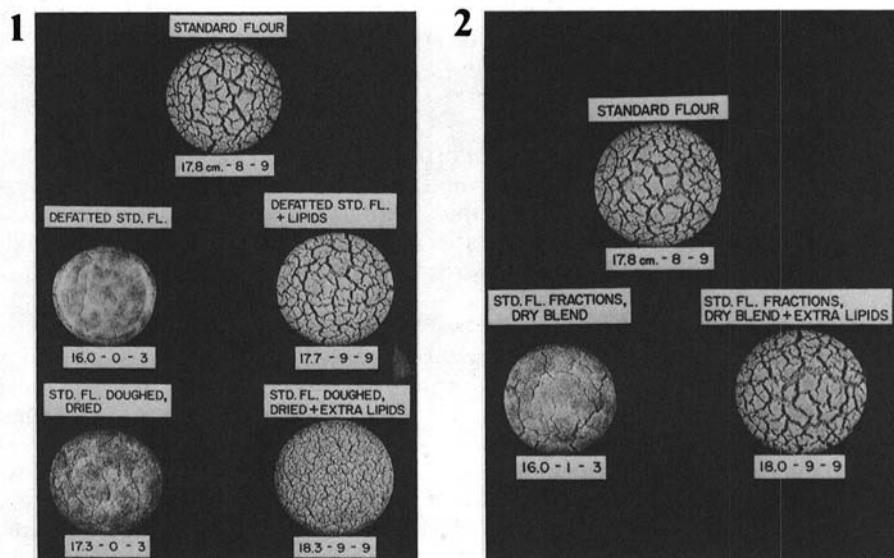 1
STANDARD FLOUR
17.8 cm. - 8 - 9
DEFATTED STD. FL.
16.0 - 0 - 3
DEFATTED STD. FL.
+ LIPIDS
17.7 - 9 - 9
STD. FL. DOUGHED,
DRIED
17.3 - 0 - 3
STD. FL. DOUGHED,
DRIED + EXTRA LIPIDS
18.3 - 9 - 9
2
STANDARD FLOUR
17.8 cm. - 8 - 9
STD. FL. FRACTIONS,
DRY BLEND
16.0 - 1 - 3
STD. FL. FRACTIONS,
DRY BLEND + EXTRA LIPIDS
18.0 - 9 - 9